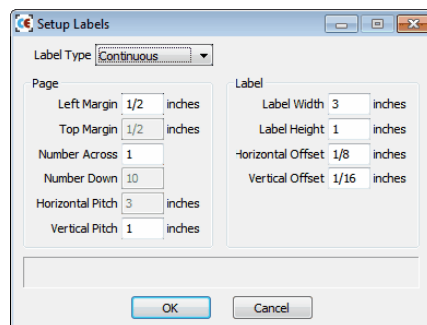 Setup Labels
Label Type Continuous
Page
Left Margin 1/2 inches
Top Margin 1/2 inches
Number Across 1
Number Down 10
Horizontal Pitch 3 inches
Vertical Pitch 1 inches
Label
Label Width 3 inches
Label Height 1 inches
Horizontal Offset 1/8 inches
Vertical Offset 1/16 inches
OK Cancel